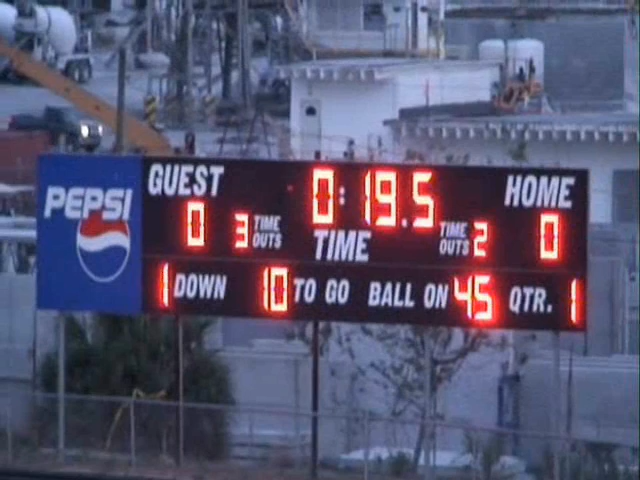 PEPSI
GUEST 0:19.5 HOME
0 3 TIME OUTS TIME TIME OUTS 2 0
1 DOWN 10 TO GO BALL ON 45 QTR. 1